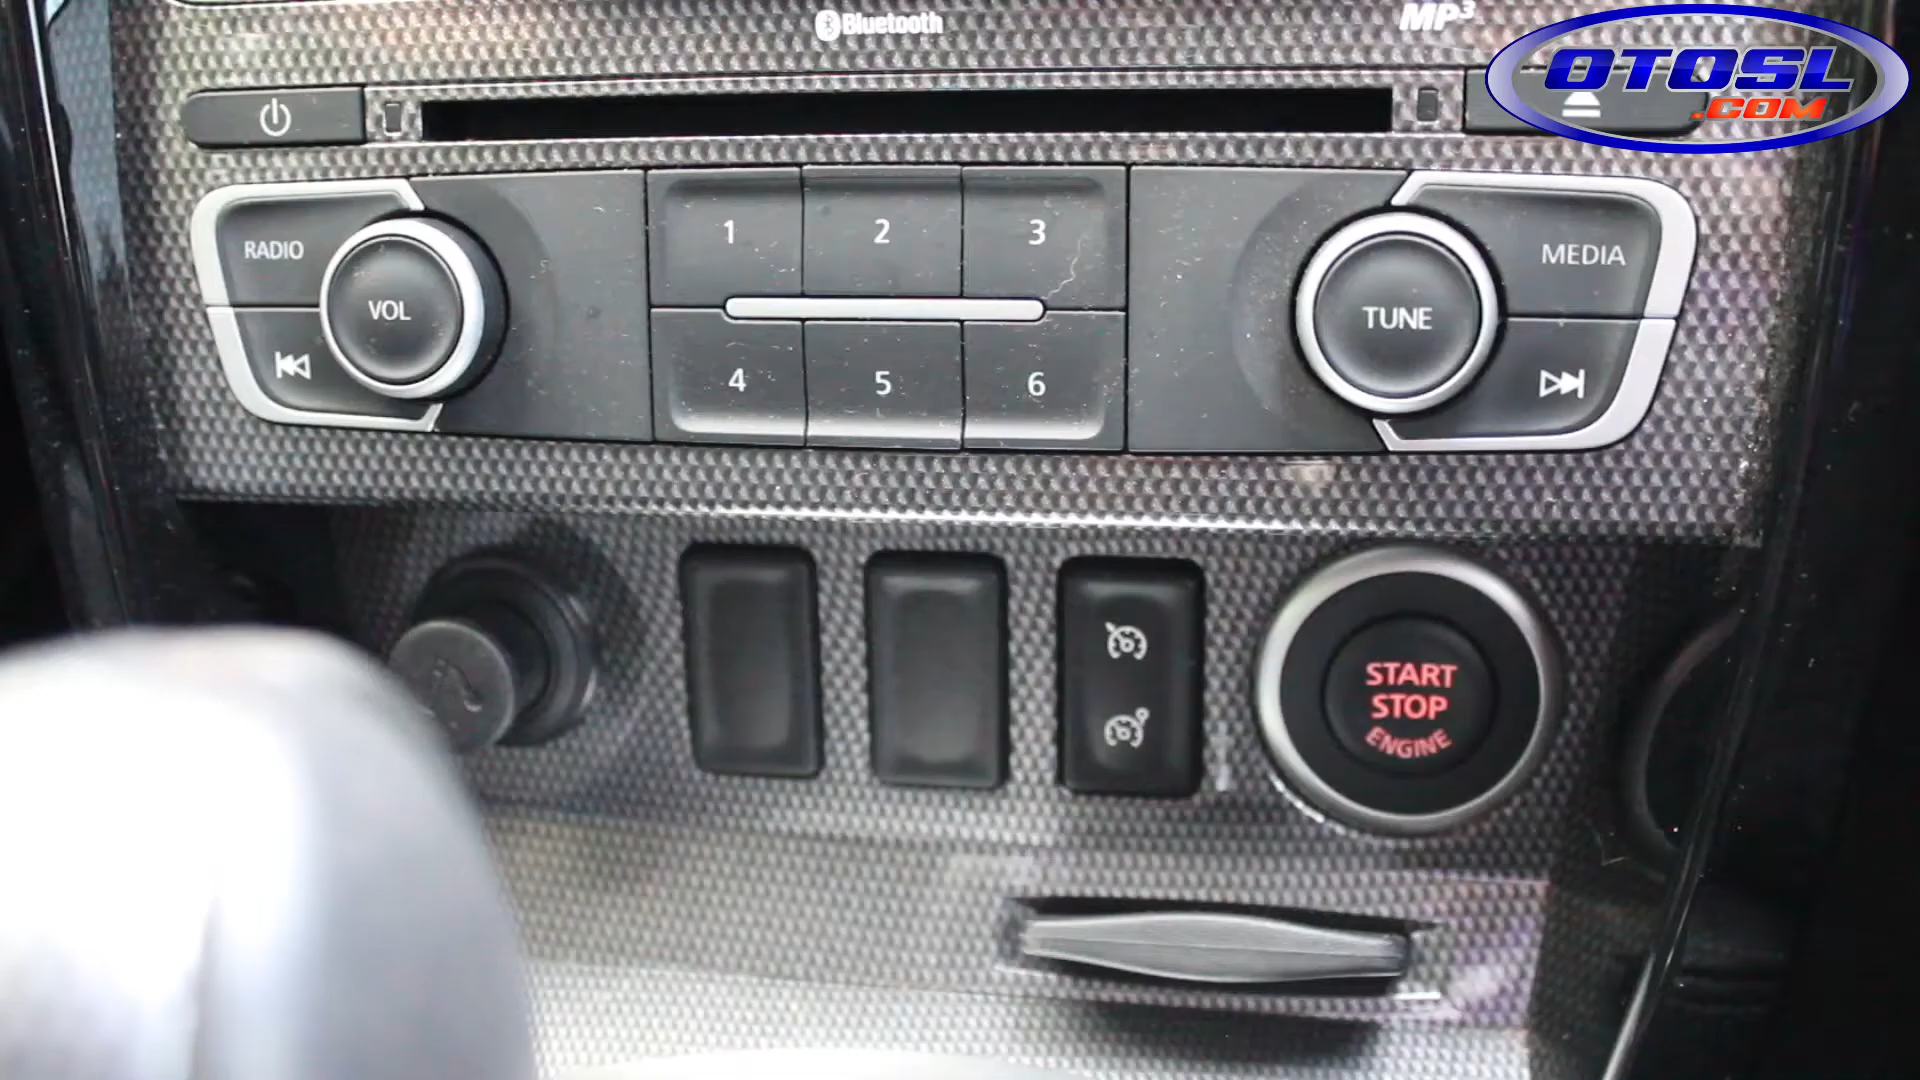 Bluetooth
MP3
OTOSL
.COM
RADIO
VOL
1
2
3
TUNE
MEDIA
4
5
6
START
STOP
ENGINE